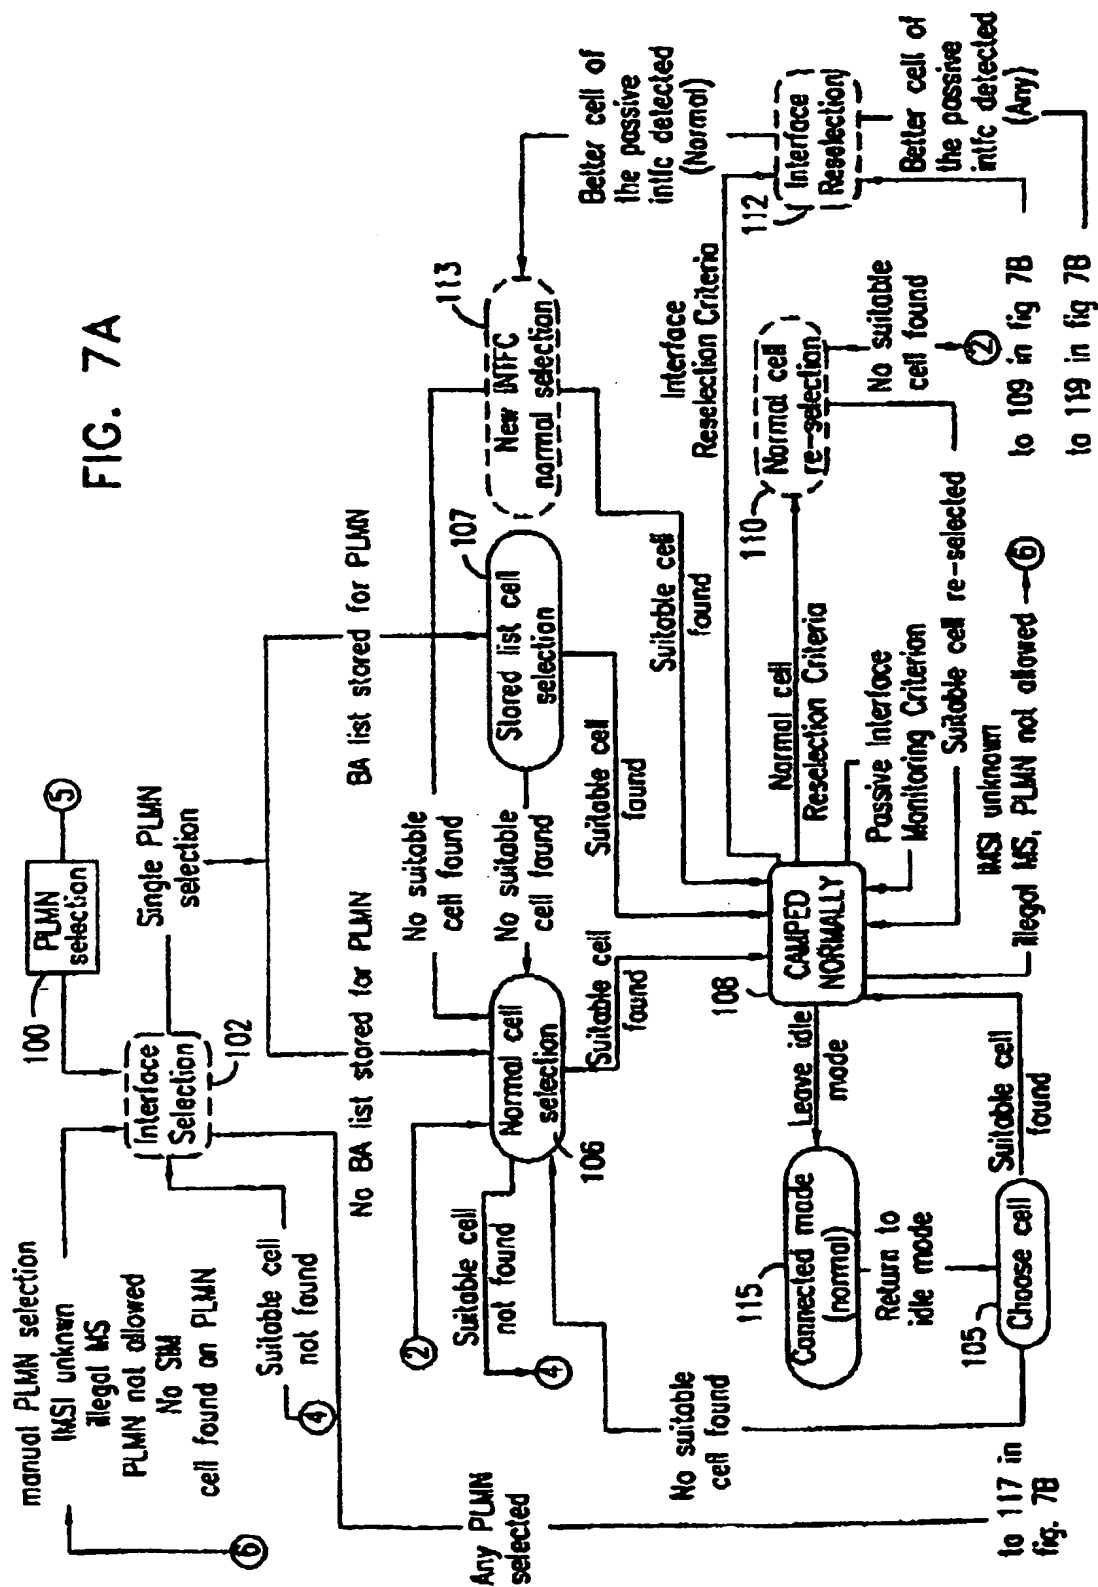 FIG. 7A
PLMN
selection
5
100
manual PLMN selection
IMSI unknown
illegal MS
PLMN not allowed
No SIM
cell found on PLMN
6
Interface
Selection
102
Single PLMN
selection
Suitable cell
not found
4
Any PLMN
selected
to 117 in
fig. 7B
No BA list stored for PLMN
BA list stored for PLMN
2
Suitable cell
not found
4
Normal cell
selection
106
No suitable
cell found
No suitable
cell found
Stored list cell
selection
107
New INTFC
normal selection
113
Better cell of
the passive
intfc detected
(Normal)
Suitable cell
found
Suitable cell
found
Suitable cell
found
Interface
Reselection Criteria
112
Interface
Reselection
Better cell of
the passive
intfc detected
(Any)
108
CAMPED
NORMALLY
Normal cell
Reselection Criteria
110
Normal cell
re-selection
No suitable
cell found
2
Passive Interface
Monitoring Criterion
Suitable cell re-selected
IMSI unknown
illegal MS, PLMN not allowed
6
to 109 in fig 7B
to 119 in fig 7B
Leave idle
mode
115
Connected mode
(normal)
Return to
idle mode
105
Choose cell
Suitable cell
found
No suitable
cell found